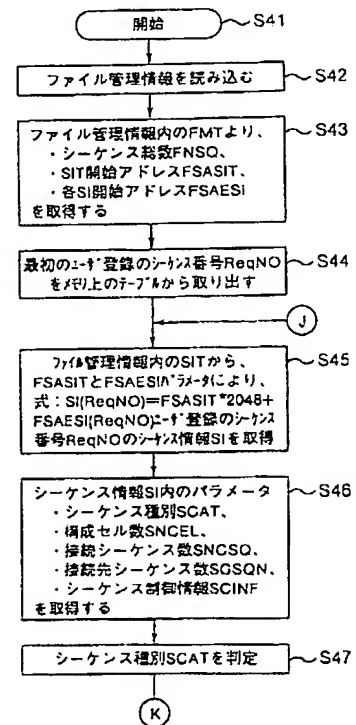 開始
S41
ファイル管理情報を読み込む
S42
ファイル管理情報内のFMTより、
・シーケンス総数FNSQ、
・SIT開始アドレスFSASIT、
・各SI開始アドレスFSAESI
を取得する
S43
最初のユーザ登録のシーケンス番号ReqNO
をメモリ上のテーブルから取り出す
S44
J
ファイル管理情報内のSITから、
FSASITとFSAESIパラメータにより、
式：SI(ReqNO)=FSASIT*2048+
FSAESI(ReqNO)ユーザ登録のシーケンス
番号ReqNOのシーケンス情報SIを取得
S45
シーケンス情報SI内のパラメータ
・シーケンス種別SCAT、
・構成セル数SNCEL、
・接続シーケンス数SNCSQ、
・接続先シーケンス数SCSQN、
・シーケンス制御情報SCINF
を取得する
S46
シーケンス種別SCATを判定
S47
K